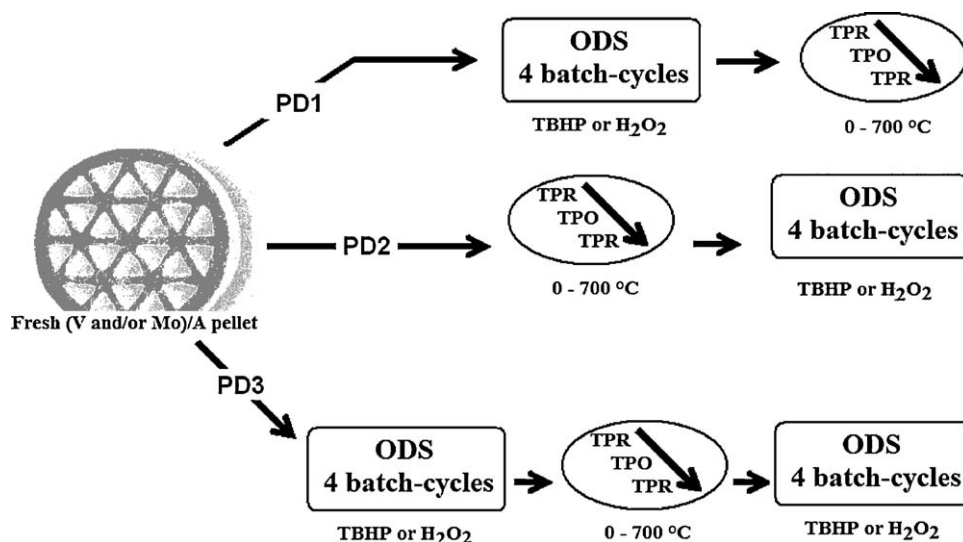 ODS
4 batch-cycles
TBHP or H₂O₂
TPR
TPO
TPR
0 - 700 °C
PD1
PD2
TPR
TPO
TPR
0 - 700 °C
ODS
4 batch-cycles
TBHP or H₂O₂
Fresh (V and/or Mo)/A pellet
PD3
ODS
4 batch-cycles
TBHP or H₂O₂
TPR
TPO
TPR
0 - 700 °C
ODS
4 batch-cycles
TBHP or H₂O₂